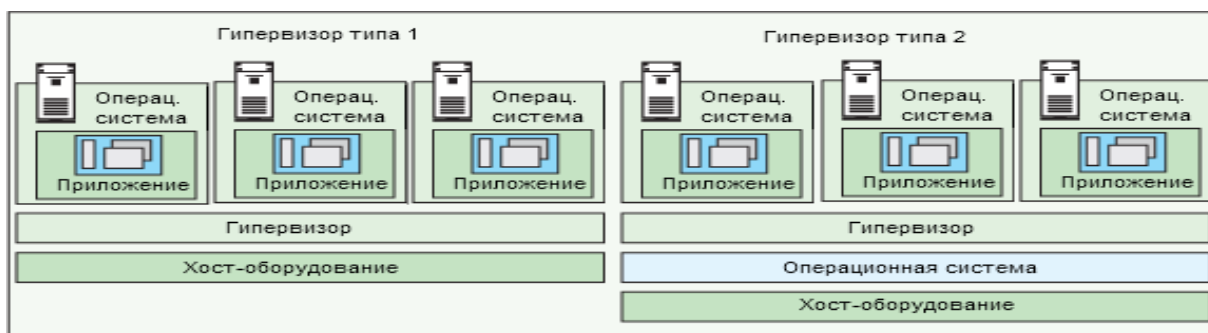 Гипервизор типа 1
Операц.
система
Приложение
Операц.
система
Приложение
Операц.
система
Приложение
Гипервизор
Хост-оборудование
Гипервизор типа 2
Операц.
система
Приложение
Операц.
система
Приложение
Операц.
система
Приложение
Гипервизор
Операционная система
Хост-оборудование